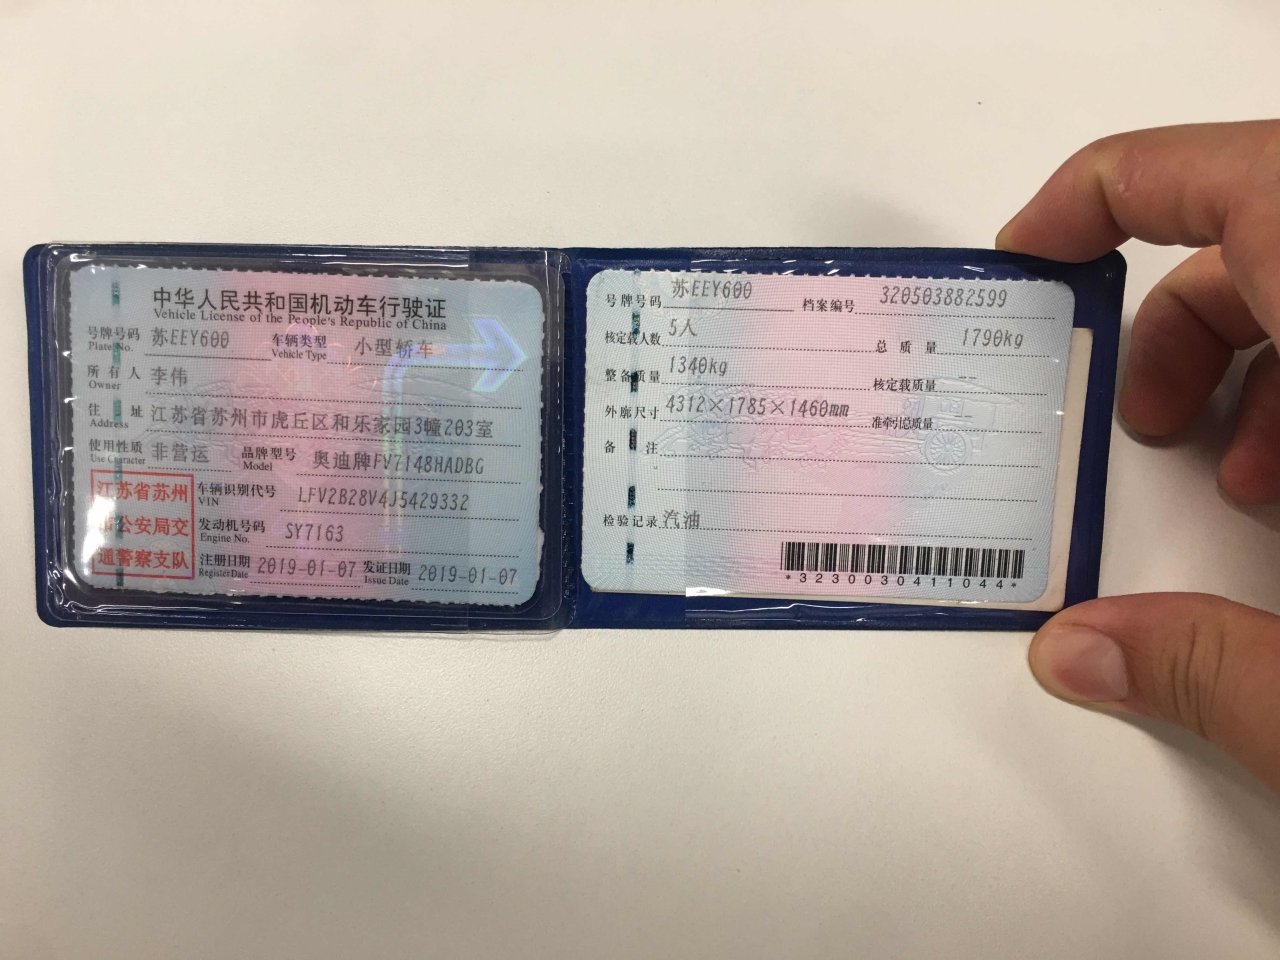 中华人民共和国机动车行驶证
Vehicle License of the People's Republic of China
号牌号码 苏EEY600 车辆类型 小型轿车
Plate No. Vehicle Type
所有人 李伟
Owner
住址 江苏省苏州市虎丘区和乐家园3幢203室
Address
使用性质 非营运 品牌型号 奥迪牌FV7148HADBG
Use Character Model
江苏省苏州
市公安局交
通警察支队
车辆识别代号 LFV2B28V4J5429332
VIN
发动机号码 SY7163
Engine No.
注册日期 2019-01-07 发证日期 2019-01-07
Register Date Issue Date
号牌号码 苏EEY600 档案编号 320503882599
核定载人数 5人 总质量 1790kg
整备质量 1340kg 核定载质量 --
外廓尺寸 4312×1785×1460mm 准牵引总质量 --
备注
检验记录 汽油
*3230030411044*